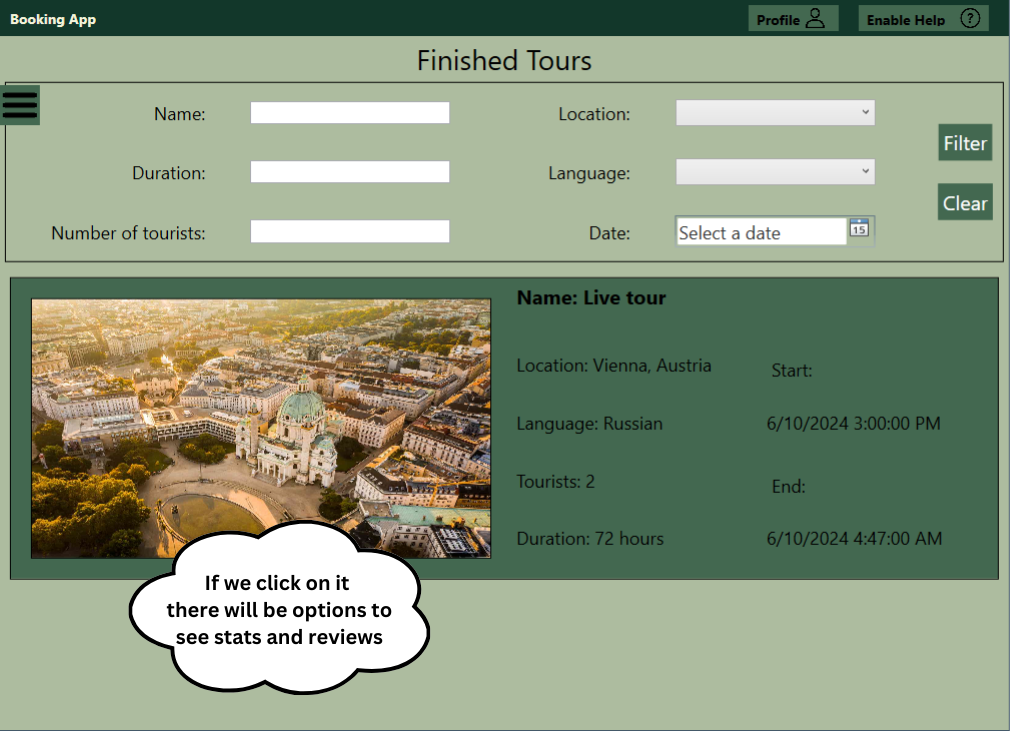 Booking App
Profile
Enable Help ?
Finished Tours
Name:
Location:
Filter
Duration:
Language:
Clear
Number of tourists:
Date:
Select a date
15
Name: Live tour
Location: Vienna, Austria
Start:
Language: Russian
6/10/2024 3:00:00 PM
Tourists: 2
End:
Duration: 72 hours
6/10/2024 4:47:00 AM
If we click on it
there will be options to
see stats and reviews